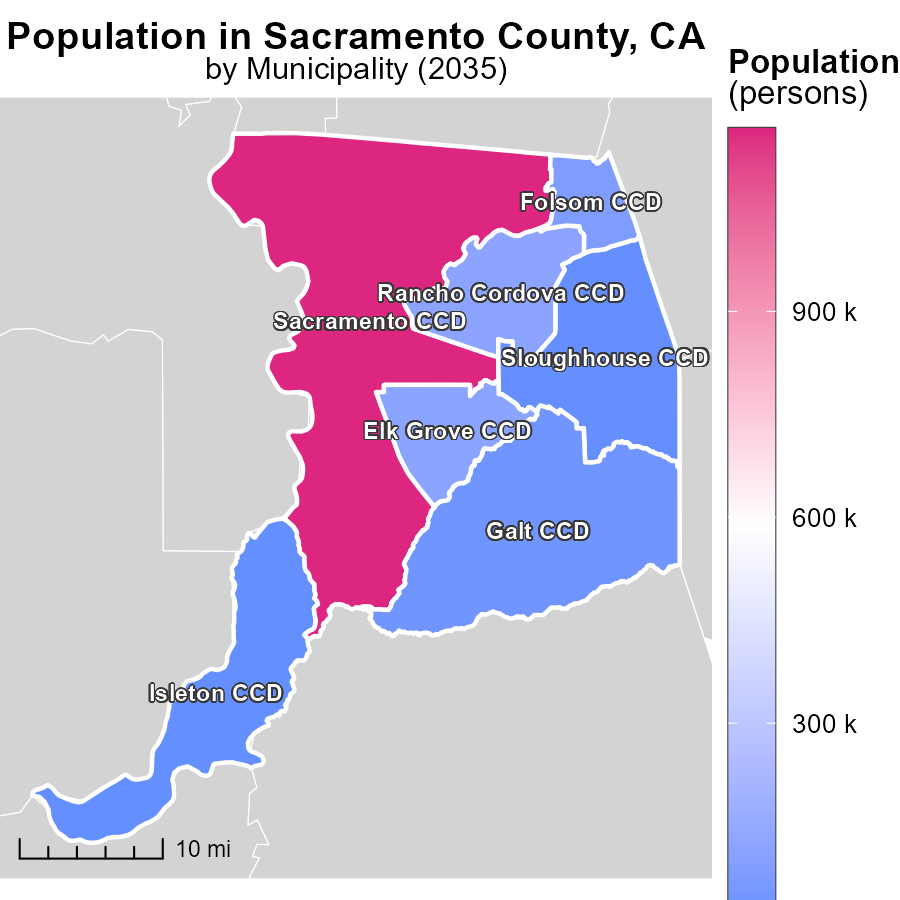 Population in Sacramento County, CA
by Municipality (2035)
Population
(persons)
900 k
600 k
300 k
Folsom CCD
Rancho Cordova CCD
Sacramento CCD
Sloughhouse CCD
Elk Grove CCD
Galt CCD
Isleton CCD
10 mi